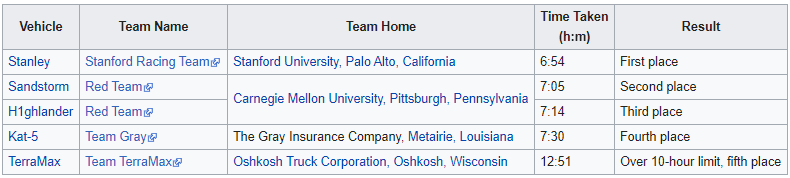 Vehicle Team Name Team Home Time Taken (h:m) Result
Stanley Stanford Racing Team Stanford University, Palo Alto, California 6:54 First place
Sandstorm Red Team Carnegie Mellon University, Pittsburgh, Pennsylvania 7:05 Second place
H1ghlander Red Team 7:14 Third place
Kat-5 Team Gray The Gray Insurance Company, Metairie, Louisiana 7:30 Fourth place
TerraMax Team TerraMax Oshkosh Truck Corporation, Oshkosh, Wisconsin 12:51 Over 10-hour limit, fifth place